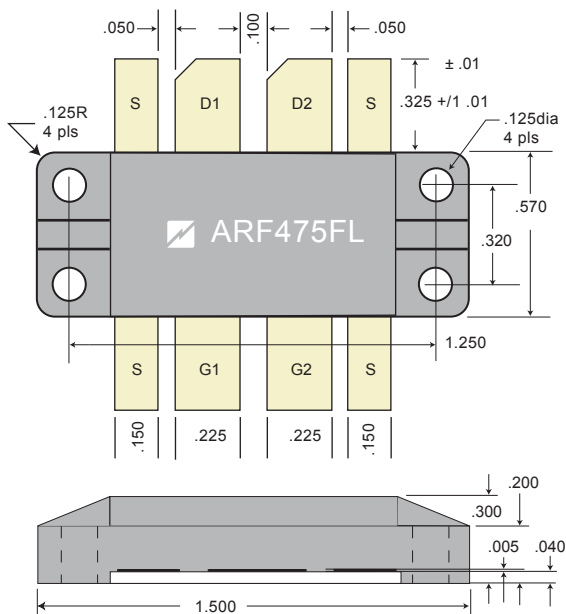 .050
.100
.050
± .01
S
D1
D2
S
.325 +/1 .01
.125R
4 pls
.125dia
4 pls
ARF475FL
.570
.320
1.250
S
G1
G2
S
.150
.225
.225
.150
.200
.300
.005
.040
1.500